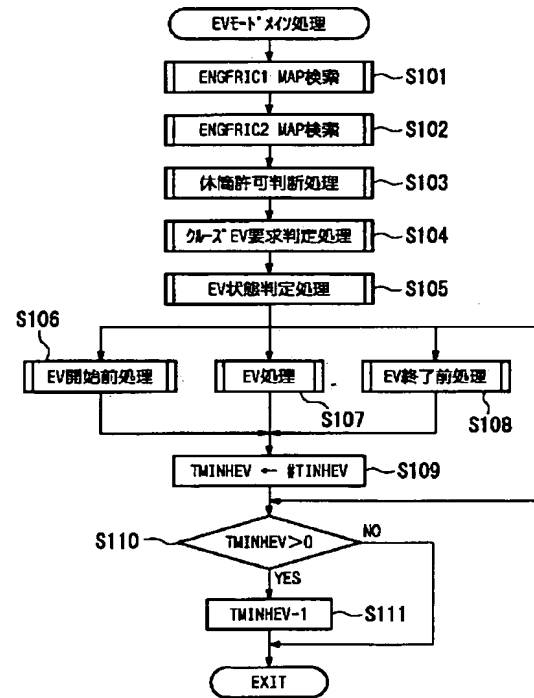 EVﾓｰﾄﾞﾒｲﾝ処理
ENGFRIC1 MAP検索
S101
ENGFRIC2 MAP検索
S102
休筒許可判断処理
S103
ｸﾙｰｽﾞEV要求判定処理
S104
EV状態判定処理
S105
S106
EV開始前処理
EV処理
EV終了前処理
S107
S108
TMINHEV ← #TINHEV
S109
S110
TMINHEV>0
NO
YES
TMINHEV-1
S111
EXIT